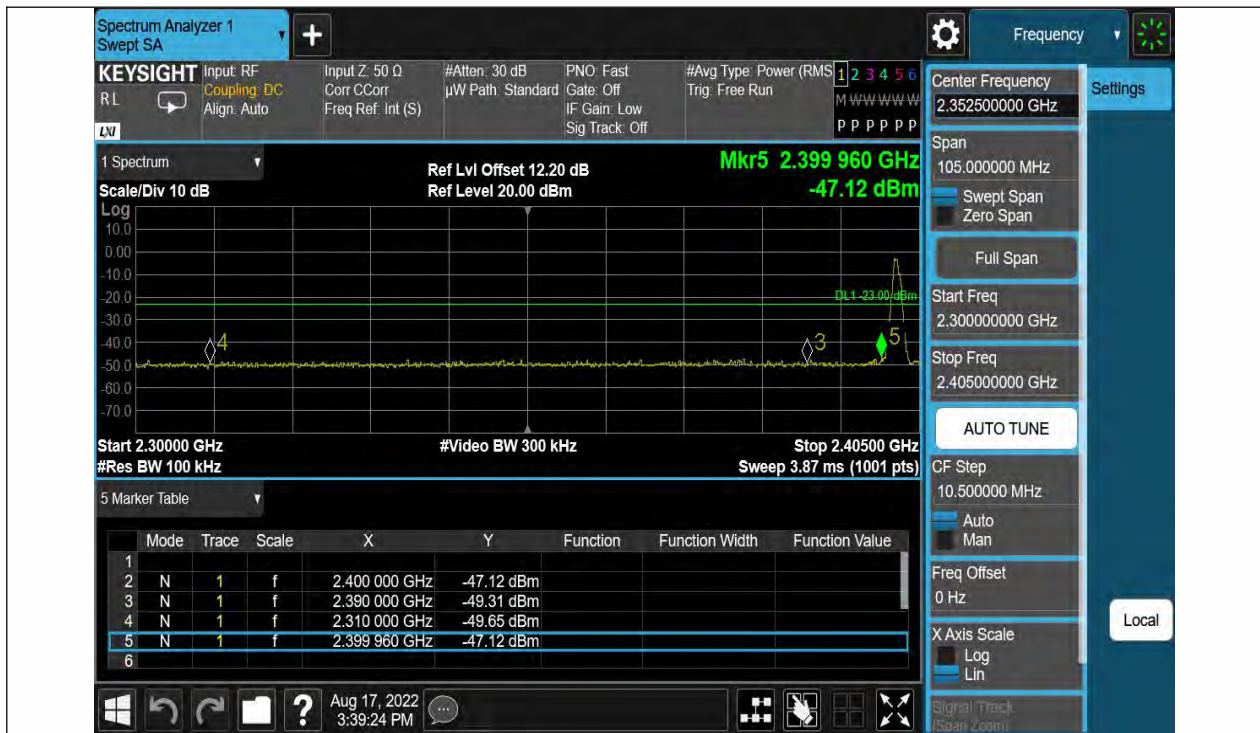 Spectrum Analyzer 1
Swept SA
+
Frequency
KEYSIGHT
RL
LXI
Input: RF
Coupling: DC
Align: Auto
Input Z: 50 Ω
Corr CCorr
Freq Ref: Int (S)
#Atten: 30 dB
µW Path: Standard
PNO: Fast
Gate: Off
IF Gain: Low
Sig Track: Off
#Avg Type: Power (RMS
Trig: Free Run
1 2 3 4 5 6
M W W W W W
P P P P P P
1 Spectrum
Scale/Div 10 dB
Ref Lvl Offset 12.20 dB
Ref Level 20.00 dBm
Mkr5 2.399 960 GHz
-47.12 dBm
Log
10.0
0.00
-10.0
-20.0
-30.0
-40.0
-50.0
-60.0
-70.0
DL1 -23.00 dBm
4
3
5
Start 2.30000 GHz
#Res BW 100 kHz
#Video BW 300 kHz
Stop 2.40500 GHz
Sweep 3.87 ms (1001 pts)
5 Marker Table
Mode Trace Scale X Y Function Function Width Function Value
1
2 N 1 f 2.400 000 GHz -47.12 dBm
3 N 1 f 2.390 000 GHz -49.31 dBm
4 N 1 f 2.310 000 GHz -49.65 dBm
5 N 1 f 2.399 960 GHz -47.12 dBm
6
Aug 17, 2022
3:39:24 PM
?
Center Frequency
2.352500000 GHz
Settings
Span
105.000000 MHz
Swept Span
Zero Span
Full Span
Start Freq
2.300000000 GHz
Stop Freq
2.405000000 GHz
AUTO TUNE
CF Step
10.500000 MHz
Auto
Man
Freq Offset
0 Hz
X Axis Scale
Log
Lin
Local
Signal Track
(Span Zoom)